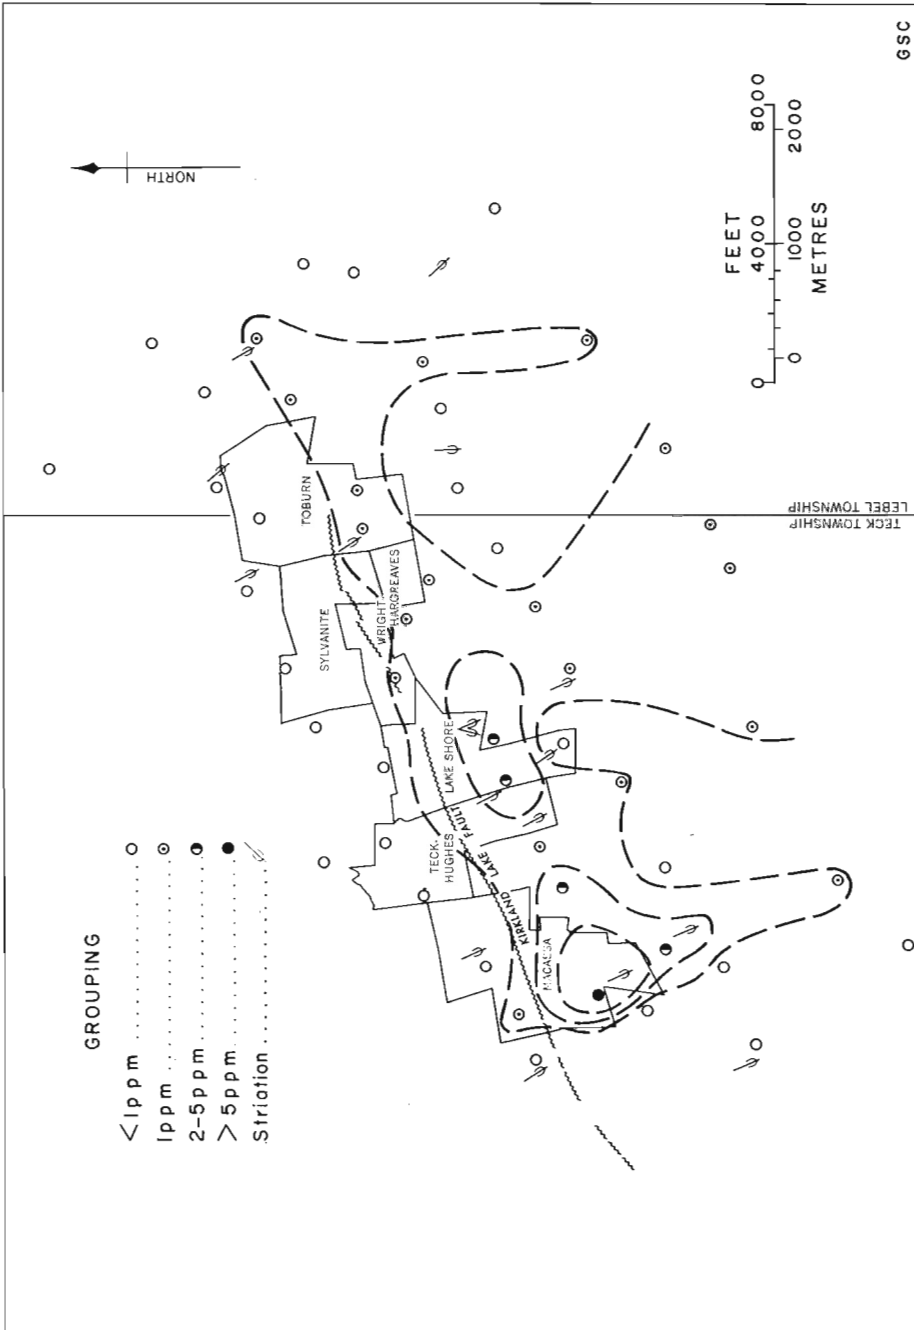 GSC
NORTH
FEET
0 4000 8000
0 1000 2000
METRES
TOBURN
SYLVANITE
WRIGHT-
HARGREAVES
LAKE SHORE
TECK-
HUGHES
KIRKLAND LAKE FAULT
MACASSA
LEBEL TOWNSHIP
TECK TOWNSHIP
GROUPING
<1ppm
1ppm
2-5ppm
>5ppm
Striation